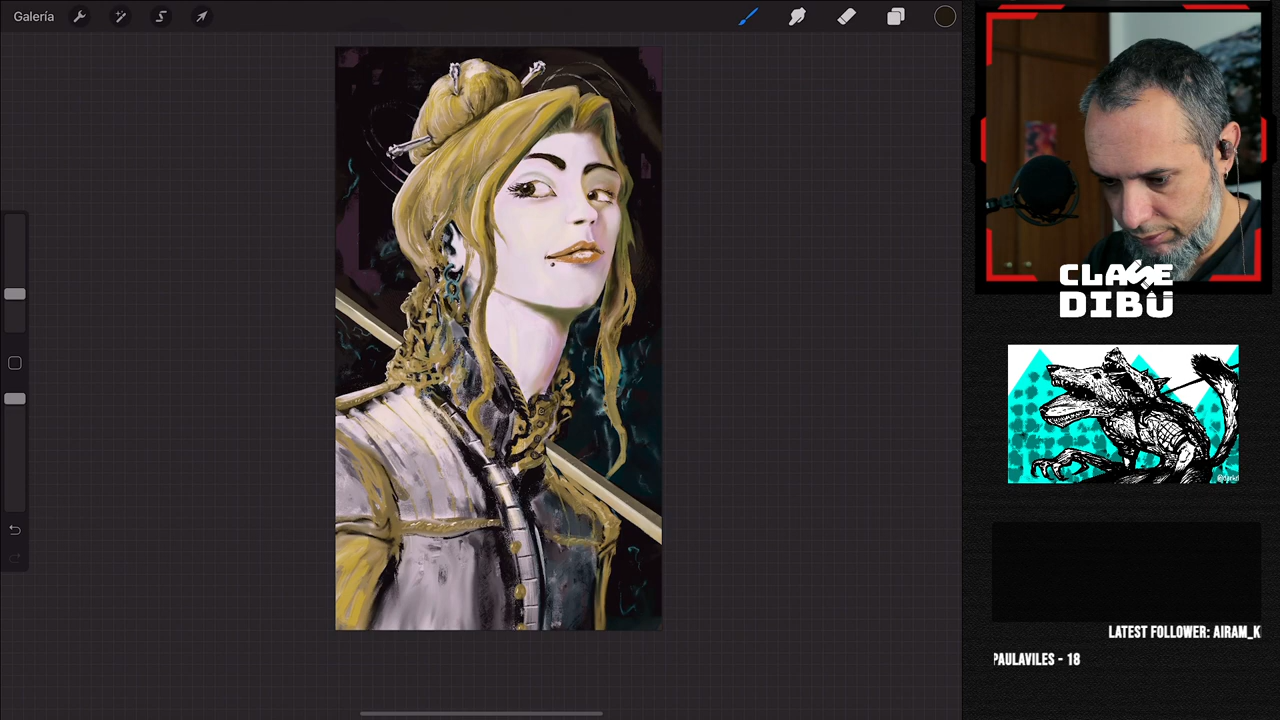 Galería
CLASE
DIBU
LATEST FOLLOWER: AIRAM_K
PAULAVILES - 18